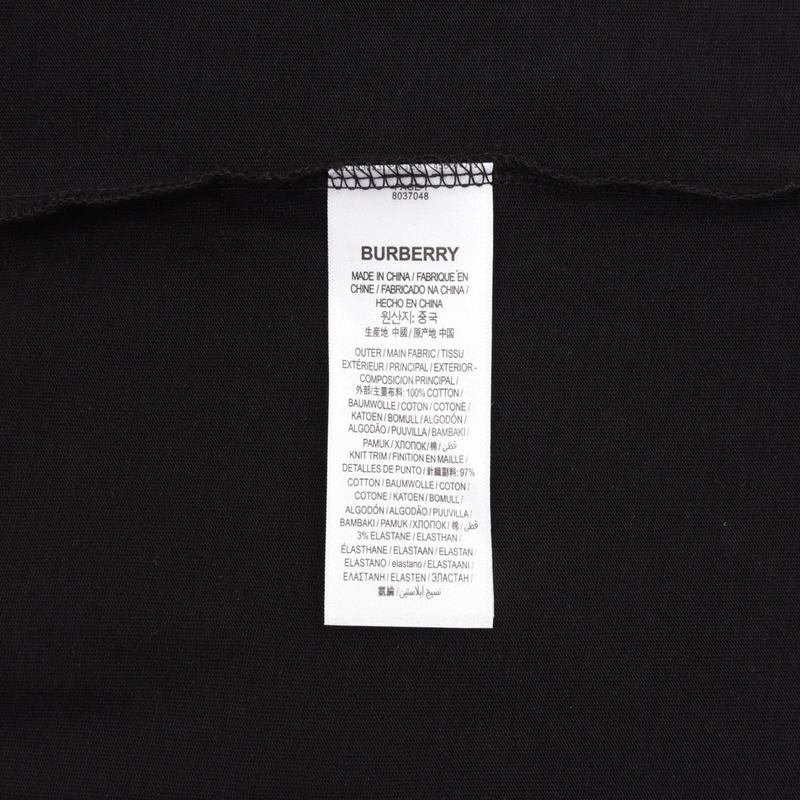 8037048
BURBERRY
MADE IN CHINA / FABRIQUE EN
CHINE / FABRICADO NA CHINA /
HECHO EN CHINA
원산지: 중국
生産地 中國 / 原产地 中国
OUTER / MAIN FABRIC / TISSU
EXTÉRIEUR / PRINCIPAL / EXTERIOR -
COMPOSICION PRINCIPAL /
外部/主要布料: 100% COTTON /
BAUMWOLLE / COTON / COTONE /
KATOEN / BOMULL / ALGODÓN /
ALGODÃO / PUUVILLA / BAMBAKI /
PAMUK / ХЛОПОК / 棉 / قطن /
KNIT TRIM / FINITION EN MAILLE /
DETALLES DE PUNTO / 針織副料: 97%
COTTON / BAUMWOLLE / COTON /
COTONE / KATOEN / BOMULL /
ALGODÓN / ALGODÃO / PUUVILLA /
BAMBAKI / PAMUK / ХЛОПОК / 棉 / قطن /
3% ELASTANE / ELASTHAN /
ÉLASTHANE / ELASTAAN / ELASTAN /
ELASTANO / elastano / ELASTAANI /
ΕΛΑΣΤΑΝΗ / ELASTEN / ЭЛАСТАН /
氨綸 / نسيج إيلاستين